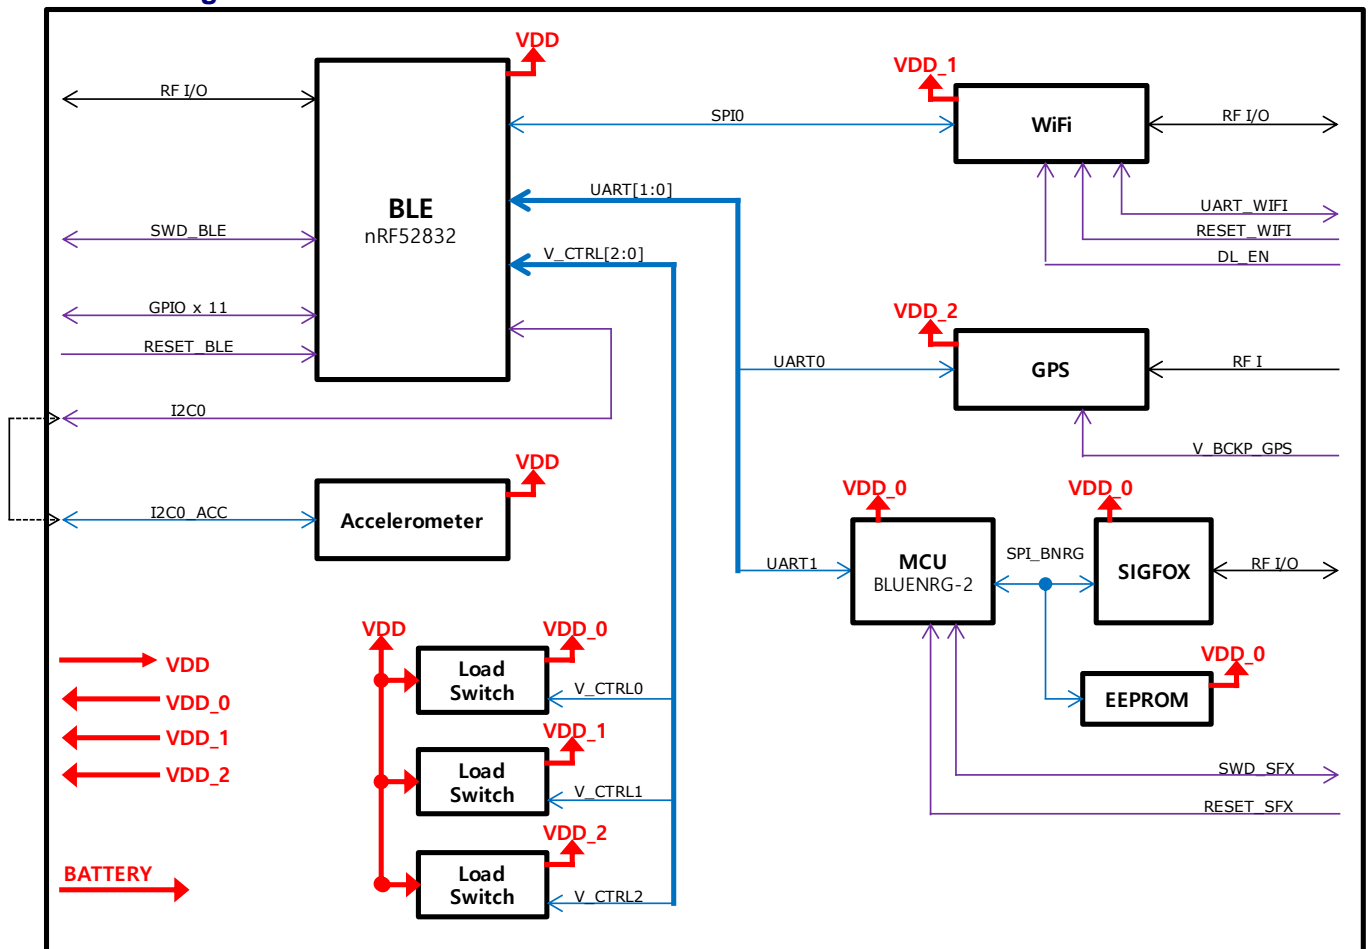 VDD
RF I/O
BLE
nRF52832
SWD_BLE
GPIO x 11
RESET_BLE
I2C0
I2C0_ACC
VDD
Accelerometer
SPI0
UART[1:0]
V_CTRL[2:0]
VDD_1
WiFi
RF I/O
UART_WIFI
RESET_WIFI
DL_EN
VDD_2
UART0
GPS
RF I
V_BCKP_GPS
VDD_0
UART1
MCU
BLUENRG-2
SPI_BNRG
VDD_0
SIGFOX
RF I/O
VDD_0
EEPROM
SWD_SFX
RESET_SFX
VDD
VDD_0
Load
Switch
V_CTRL0
VDD_1
Load
Switch
V_CTRL1
VDD_2
Load
Switch
V_CTRL2
VDD
VDD_0
VDD_1
VDD_2
BATTERY